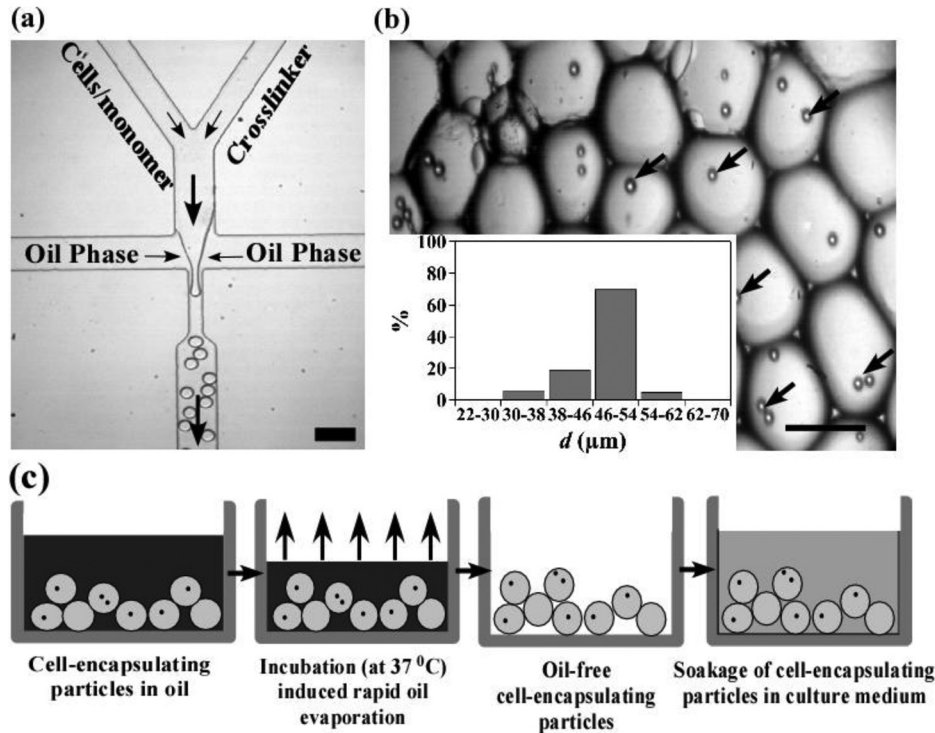 (a)
Cells/monomer
Crosslinker
Oil Phase
Oil Phase
(b)
100
80
60
40
20
0
%
22-30 30-38 38-46 46-54 54-62 62-70
d (μm)
(c)
Cell-encapsulating
particles in oil
Incubation (at 37 ⁰C)
induced rapid oil
evaporation
Oil-free
cell-encapsulating
particles
Soakage of cell-encapsulating
particles in culture medium